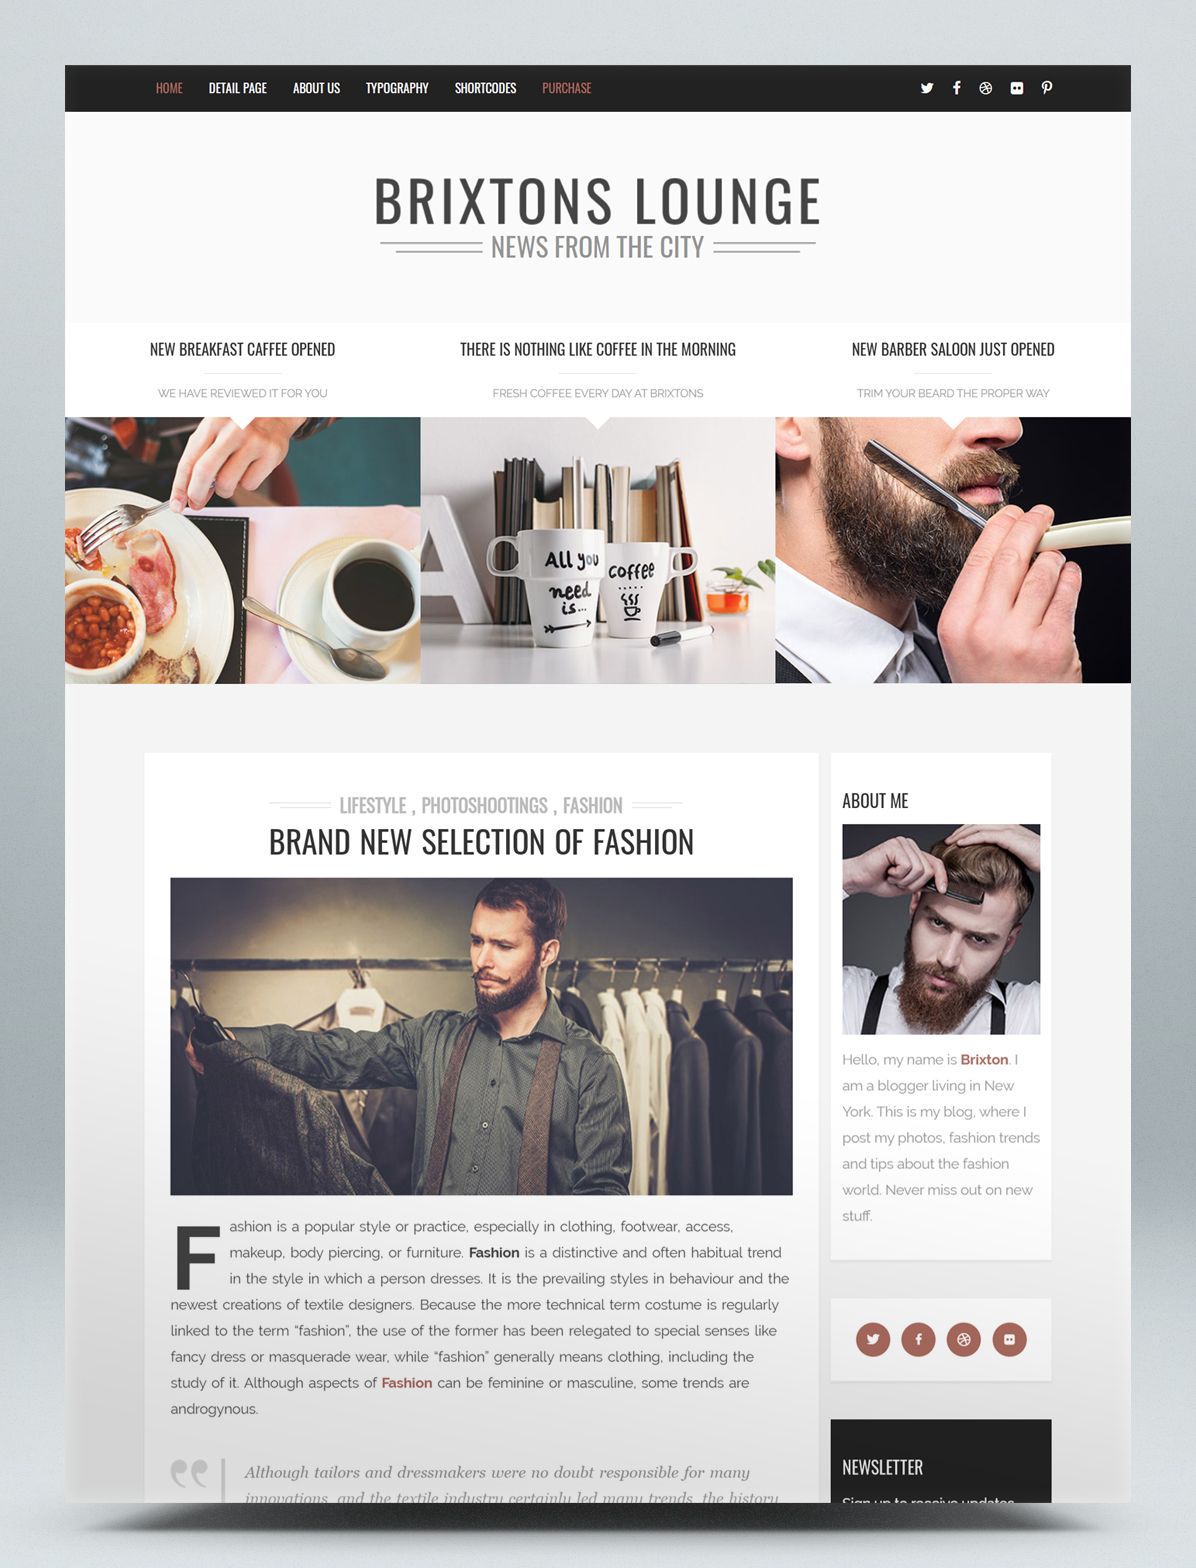 HOME DETAIL PAGE ABOUT US TYPOGRAPHY SHORTCODES PURCHASE
BRIXTONS LOUNGE
NEWS FROM THE CITY
NEW BREAKFAST CAFFEE OPENED
WE HAVE REVIEWED IT FOR YOU
THERE IS NOTHING LIKE COFFEE IN THE MORNING
FRESH COFFEE EVERY DAY AT BRIXTONS
NEW BARBER SALOON JUST OPENED
TRIM YOUR BEARD THE PROPER WAY
A
All you
need
is...
coffee
LIFESTYLE , PHOTOSHOOTINGS , FASHION
BRAND NEW SELECTION OF FASHION
Fashion is a popular style or practice, especially in clothing, footwear, access,
makeup, body piercing, or furniture. Fashion is a distinctive and often habitual trend
in the style in which a person dresses. It is the prevailing styles in behaviour and the
newest creations of textile designers. Because the more technical term costume is regularly
linked to the term “fashion”, the use of the former has been relegated to special senses like
fancy dress or masquerade wear, while “fashion” generally means clothing, including the
study of it. Although aspects of Fashion can be feminine or masculine, some trends are
androgynous.
Although tailors and dressmakers were no doubt responsible for many
innovations, and the textile industry certainly led many trends, the history
ABOUT ME
Hello, my name is Brixton. I
am a blogger living in New
York. This is my blog, where I
post my photos, fashion trends
and tips about the fashion
world. Never miss out on new
stuff.
NEWSLETTER
Sign up to receive updates